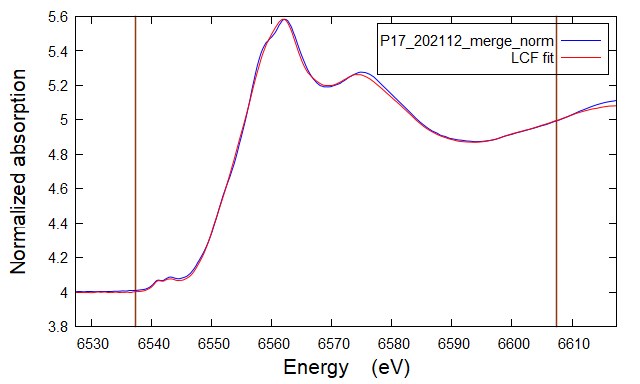 5.6
5.4
5.2
5
4.8
4.6
4.4
4.2
4
3.8
Normalized absorption
P17_202112_merge_norm
LCF fit
6530 6540 6550 6560 6570 6580 6590 6600 6610
Energy (eV)